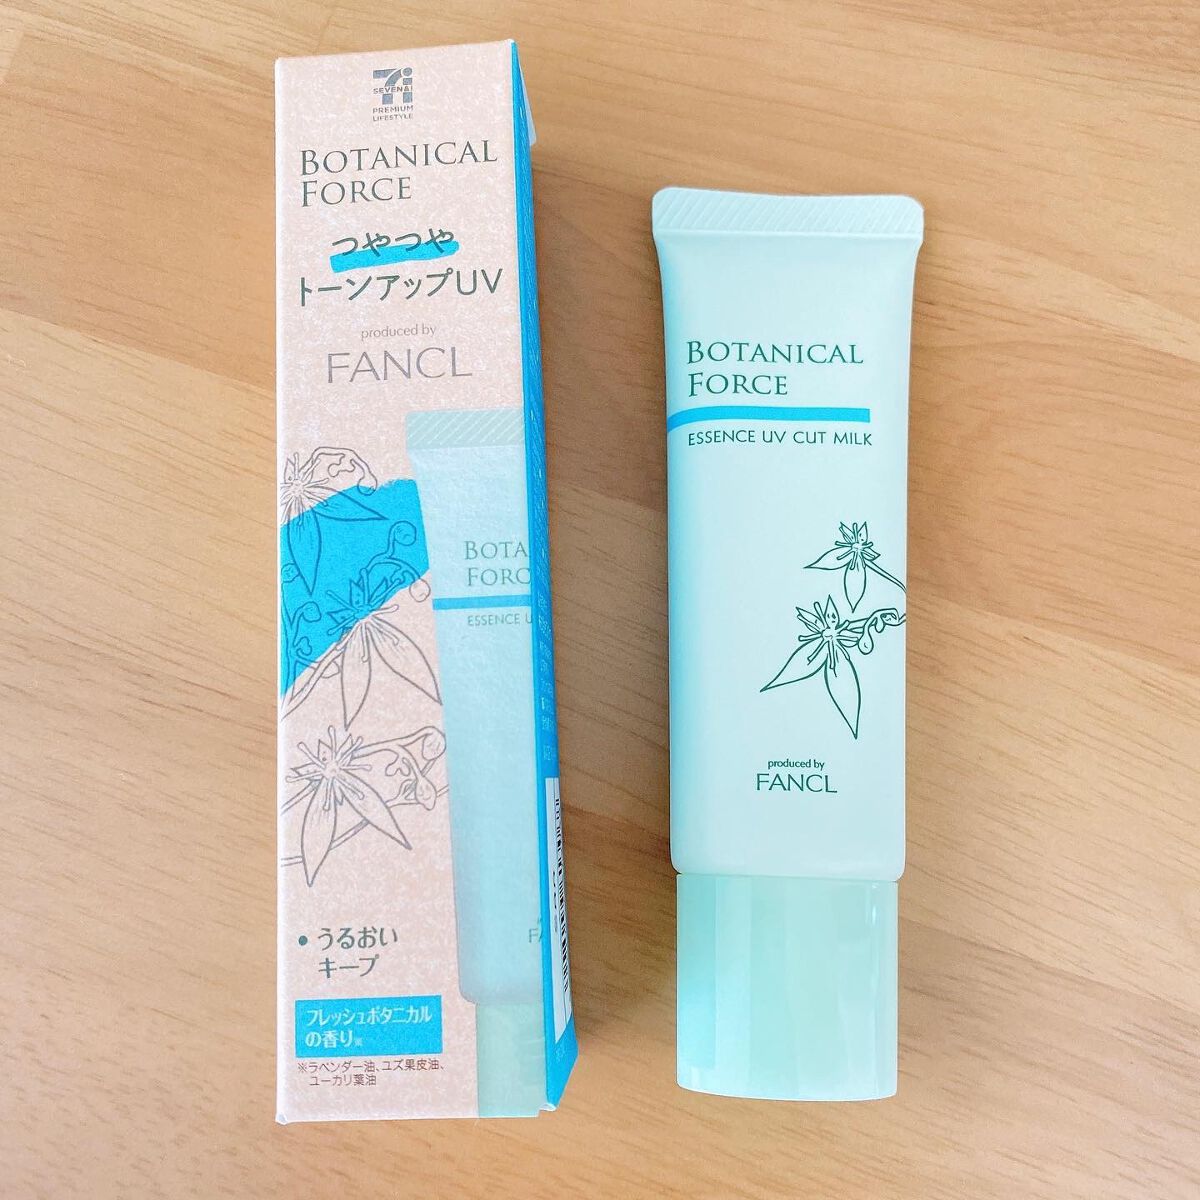 SEVEN&i
PREMIUM
LIFESTYLE
BOTANICAL
FORCE
つやつや
トーンアップUV
produced by
FANCL
BOTA
FORC
ESSENCE U
• うるおい
キープ
フレッシュボタニカル
の香り※
※ラベンダー油、ユズ果皮油、
ユーカリ葉油
BOTANICAL
FORCE
ESSENCE UV CUT MILK
produced by
FANCL